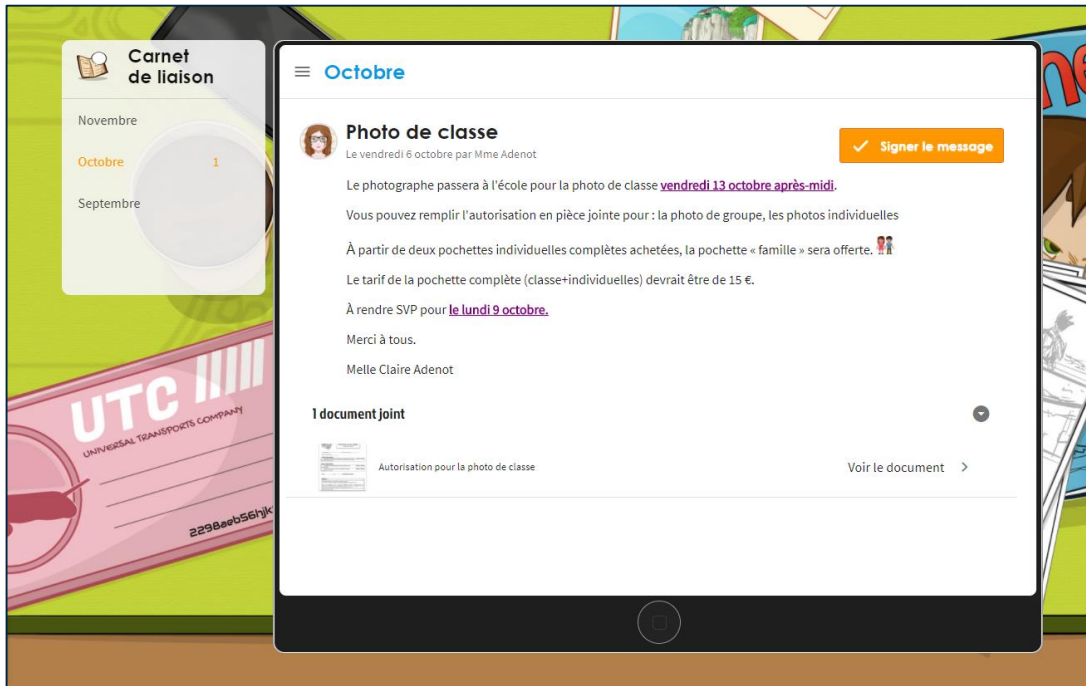 Carnet
de liaison
Novembre
Octobre 1
Septembre
Octobre
Photo de classe
Le vendredi 6 octobre par Mme Adenot
Signer le message
Le photographe passera à l'école pour la photo de classe vendredi 13 octobre après-midi.
Vous pouvez remplir l'autorisation en pièce jointe pour : la photo de groupe, les photos individuelles
À partir de deux pochettes individuelles complètes achetées, la pochette « famille » sera offerte.
Le tarif de la pochette complète (classe+individuelles) devrait être de 15 €.
À rendre SVP pour le lundi 9 octobre.
Merci à tous.
Melle Claire Adenot
1 document joint
Autorisation pour la photo de classe
Voir le document
UTC
UNIVERSAL TRANSPORTS COMPANY